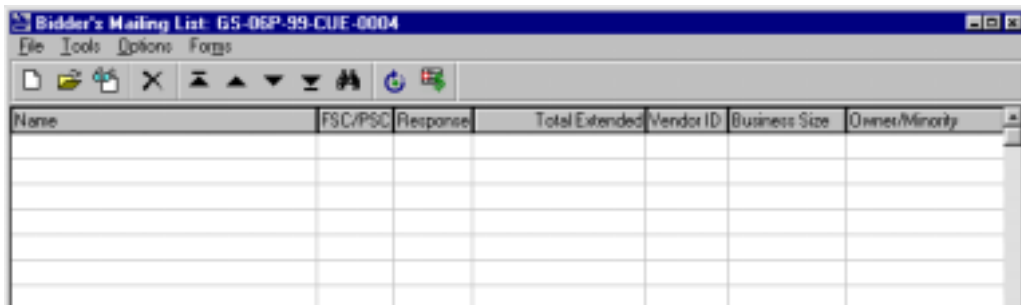 Bidder's Mailing List: GS-06P-99-CUE-0004
File Tools Options Forms
Name FSC/PSC Response Total Extended Vendor ID Business Size Owner/Minority